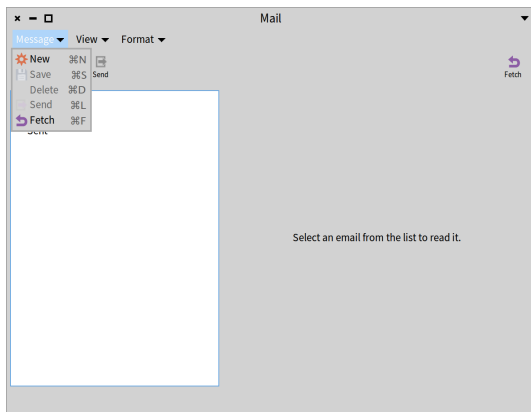 Mail
Message View Format
New ⌘N
Save ⌘S
Delete ⌘D
Send ⌘L
Fetch ⌘F
Send
Fetch
Sent
Select an email from the list to read it.